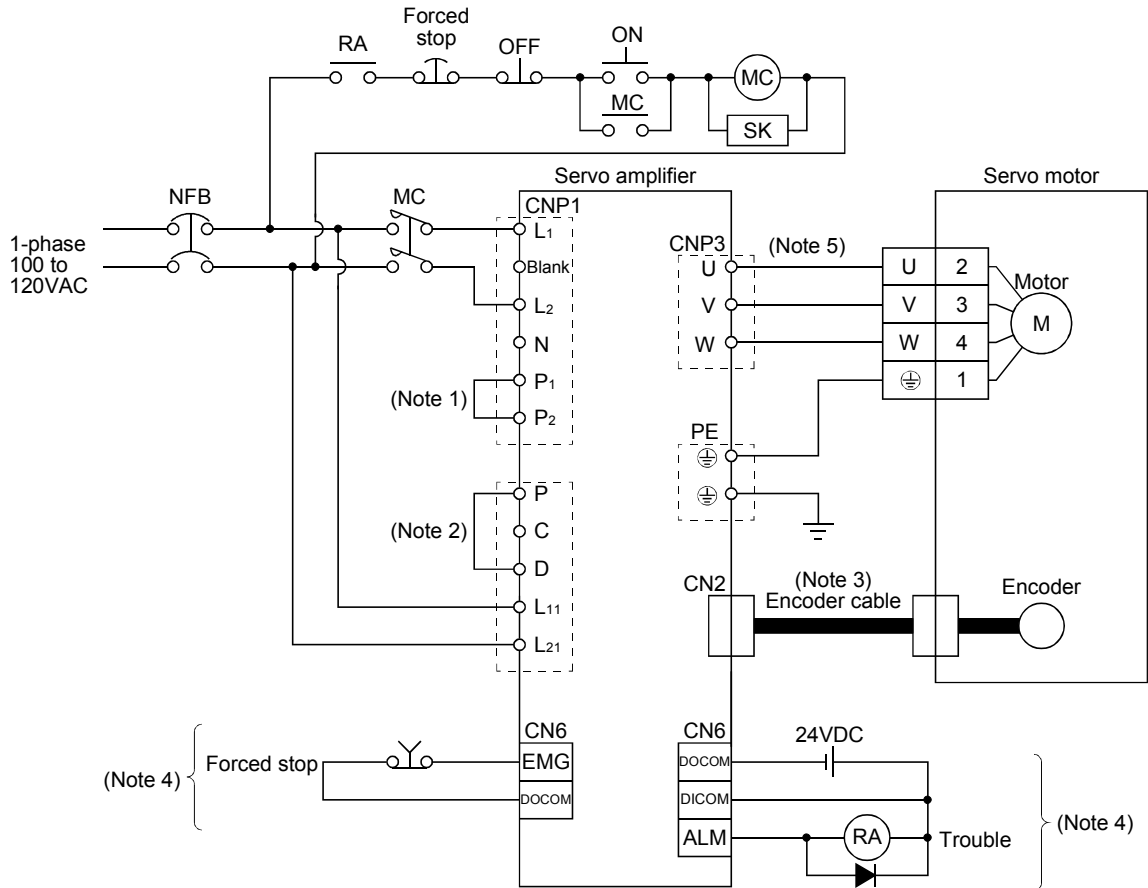 Forced
stop
RA
OFF
ON
MC
MC
SK
NFB
MC
Servo amplifier
Servo motor
CNP1
L1
Blank
L2
N
P1
P2
1-phase
100 to
120VAC
(Note 1)
CNP3
U
V
W
(Note 5)
U 2
V 3
W 4
1
Motor
M
PE
(Note 2)
P
C
D
L11
L21
CN2
(Note 3)
Encoder cable
Encoder
(Note 4)
Forced stop
CN6
EMG
DOCOM
CN6
DOCOM
DICOM
ALM
24VDC
RA
Trouble
(Note 4)